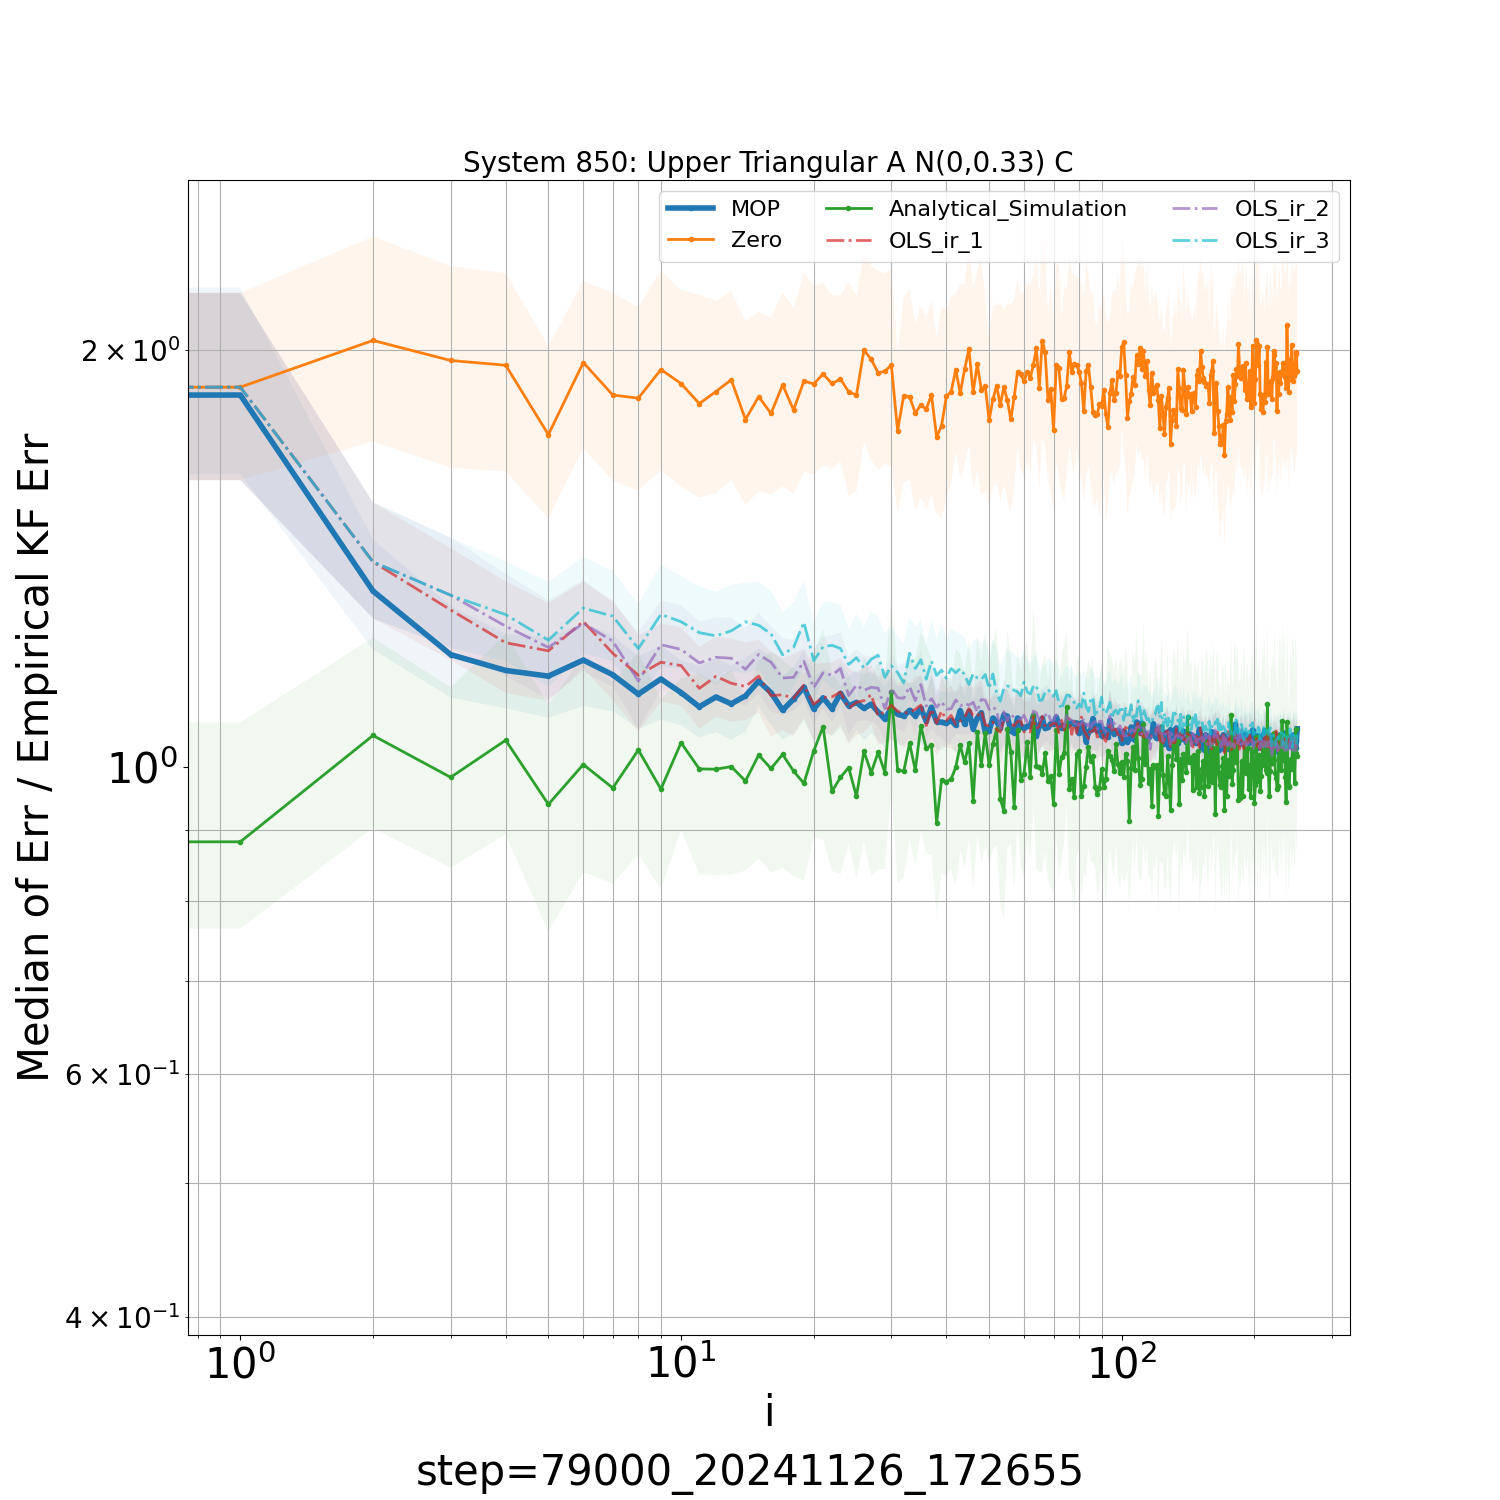 System 850: Upper Triangular A N(0,0.33) C
MOP
Zero
Analytical_Simulation
OLS_ir_1
OLS_ir_2
OLS_ir_3
Median of Err / Empirical KF Err
2 × 10⁰
10⁰
6 × 10⁻¹
4 × 10⁻¹
10⁰ 10¹ 10²
i
step=79000_20241126_172655